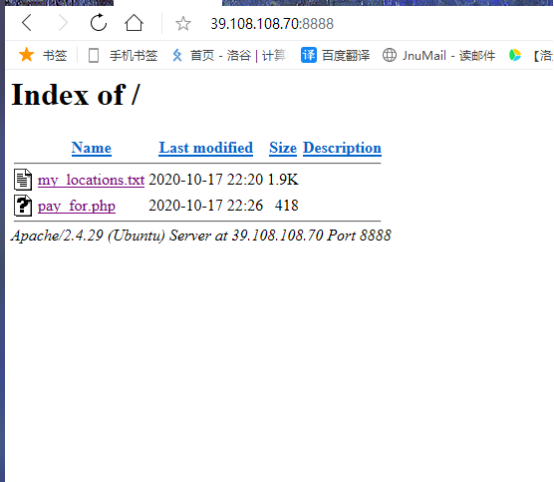 39.108.108.70:8888
书签 手机书签 首页 - 洛谷 | 计算 译 百度翻译 JnuMail - 读邮件 【洛
Index of /
Name Last modified Size Description
my_locations.txt 2020-10-17 22:20 1.9K
? pay_for.php 2020-10-17 22:26 418
Apache/2.4.29 (Ubuntu) Server at 39.108.108.70 Port 8888